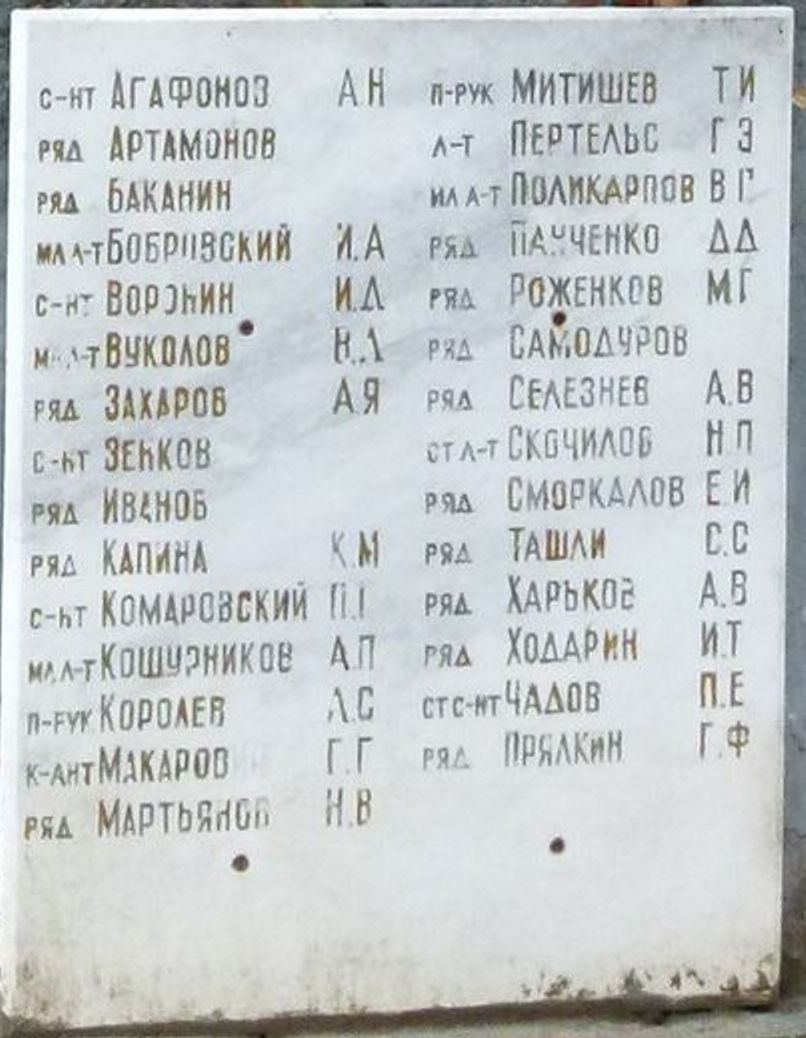 С-НТ АГАФОНОВ А.Н
РЯД АРТАМОНОВ
РЯД БАКАНИН
МЛ Л-Т БОБРОВСКИЙ И.А
С-НТ ВОРОНИН И.Д
МЛ Л-Т ВУКОЛОВ
РЯД ЗАХАРОВ А Я
С-НТ ЗЕНКОВ
РЯД ИВАНОВ
РЯД КАПИНА К.М
С-НТ КОМАРОВСКИЙ
МЛ Л-Т КОШУРНИКОВ А.П
П-РУК КОРОЛЕВ
К-АНТ МАКАРОВ Г.Г
РЯД МАРТЬЯНОВ Н.В
П-РУК МИТИШЕВ Т И
Л-Т ПЕРТЕЛЬС Г Э
МЛ Л-Т ПОЛИКАРПОВ В Г
РЯД ДД
РЯД РОЖЕНКОВ М Г
РЯД САМОДУРОВ
РЯД СЕЛЕЗНЕВ А.В
СТ Л-Т СКОЧИЛОВ Н П
РЯД СМОРКАЛОВ Е И
РЯД ТАШЛИ С.С
РЯД ХАРЬКОВ А.В
РЯД ХОДАРИН И.Т
СТ С-НТ ЧАДОВ П.Е
РЯД ПРЯЛКИН Г.Ф